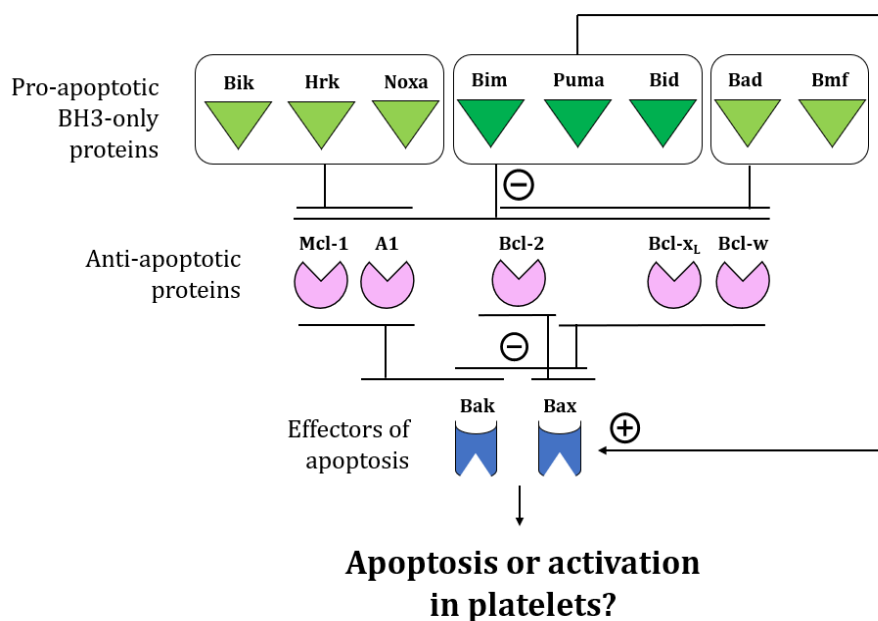 Pro-apoptotic
BH3-only
proteins
Bik Hrk Noxa
Bim Puma Bid
Bad Bmf
−
Anti-apoptotic
proteins
Mcl-1 A1 Bcl-2 Bcl-xL Bcl-w
−
Effectors of
apoptosis
Bak Bax
+
Apoptosis or activation
in platelets?